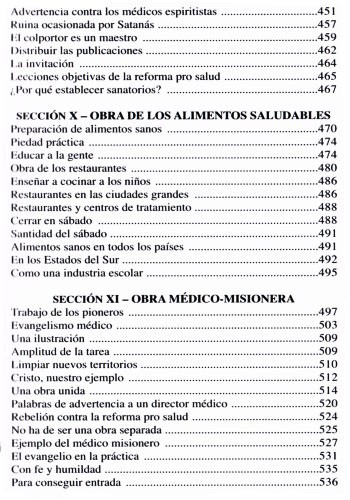 Advertencia contra los médicos espiritistas ....................451
Ruina ocasionada por Satanás ....................457
El colportor es un maestro ....................459
Distribuir las publicaciones ....................462
La invitación ....................464
Lecciones objetivas de la reforma pro salud ....................465
¿Por qué establecer sanatorios? ....................467
SECCIÓN X – OBRA DE LOS ALIMENTOS SALUDABLES
Preparación de alimentos sanos ....................470
Piedad práctica ....................474
Educar a la gente ....................474
Obra de los restaurantes ....................480
Enseñar a cocinar a los niños ....................486
Restaurantes en las ciudades grandes ....................486
Restaurantes y centros de tratamiento ....................488
Cerrar en sábado ....................488
Santidad del sábado ....................491
Alimentos sanos en todos los países ....................491
En los Estados del Sur ....................492
Como una industria escolar ....................495
SECCIÓN XI – OBRA MÉDICO-MISIONERA
Trabajo de los pioneros ....................497
Evangelismo médico ....................503
Una ilustración ....................509
Amplitud de la tarea ....................509
Limpiar nuevos territorios ....................510
Cristo, nuestro ejemplo ....................512
Una obra unida ....................514
Palabras de advertencia a un director médico ....................520
Rebelión contra la reforma pro salud ....................524
No ha de ser una obra separada ....................525
Ejemplo del médico misionero ....................527
El evangelio en la práctica ....................531
Con fe y humildad ....................535
Para conseguir entrada ....................536